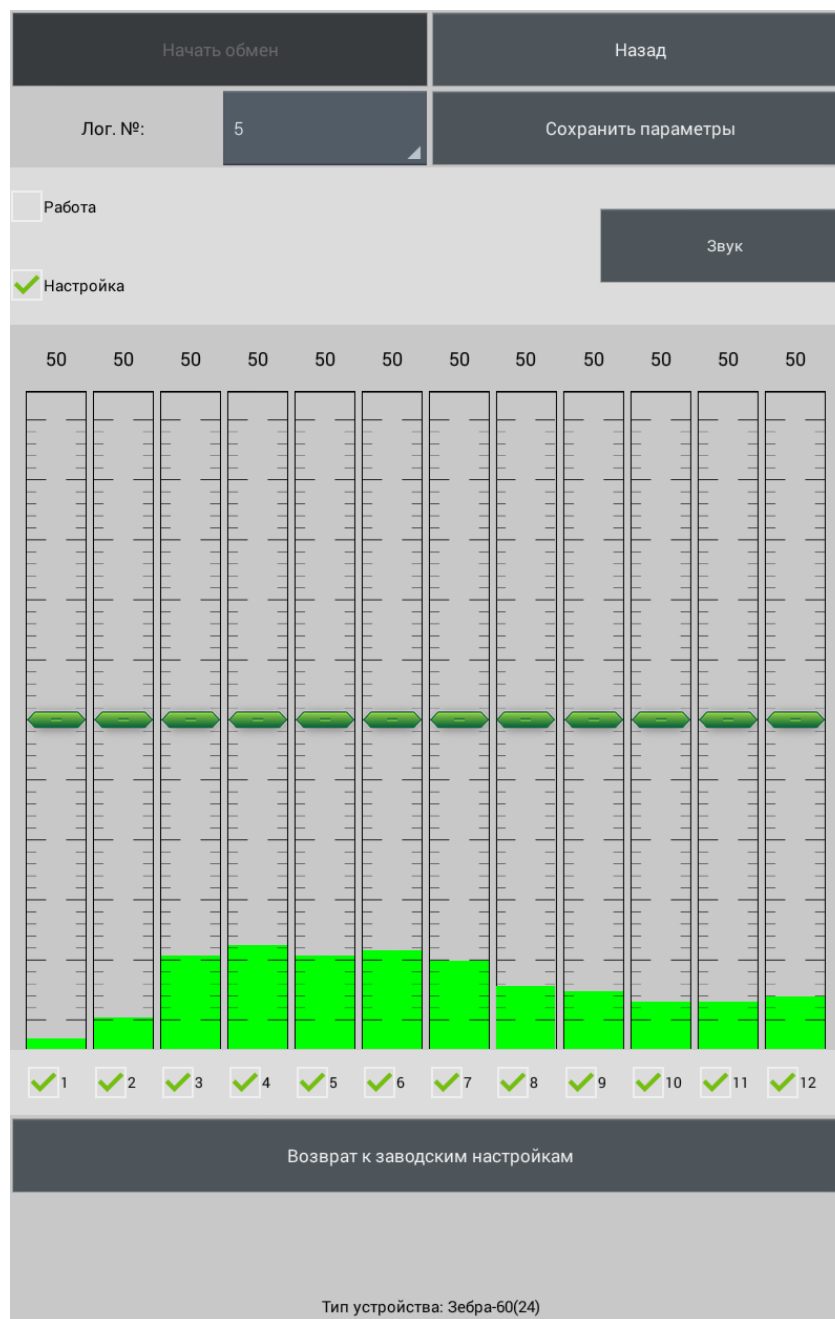 Начать обмен
Назад
Лог. №:
5
Сохранить параметры
Работа
Звук
Настройка
50 50 50 50 50 50 50 50 50 50 50 50
1 2 3 4 5 6 7 8 9 10 11 12
Возврат к заводским настройкам
Тип устройства: Зебра-60(24)